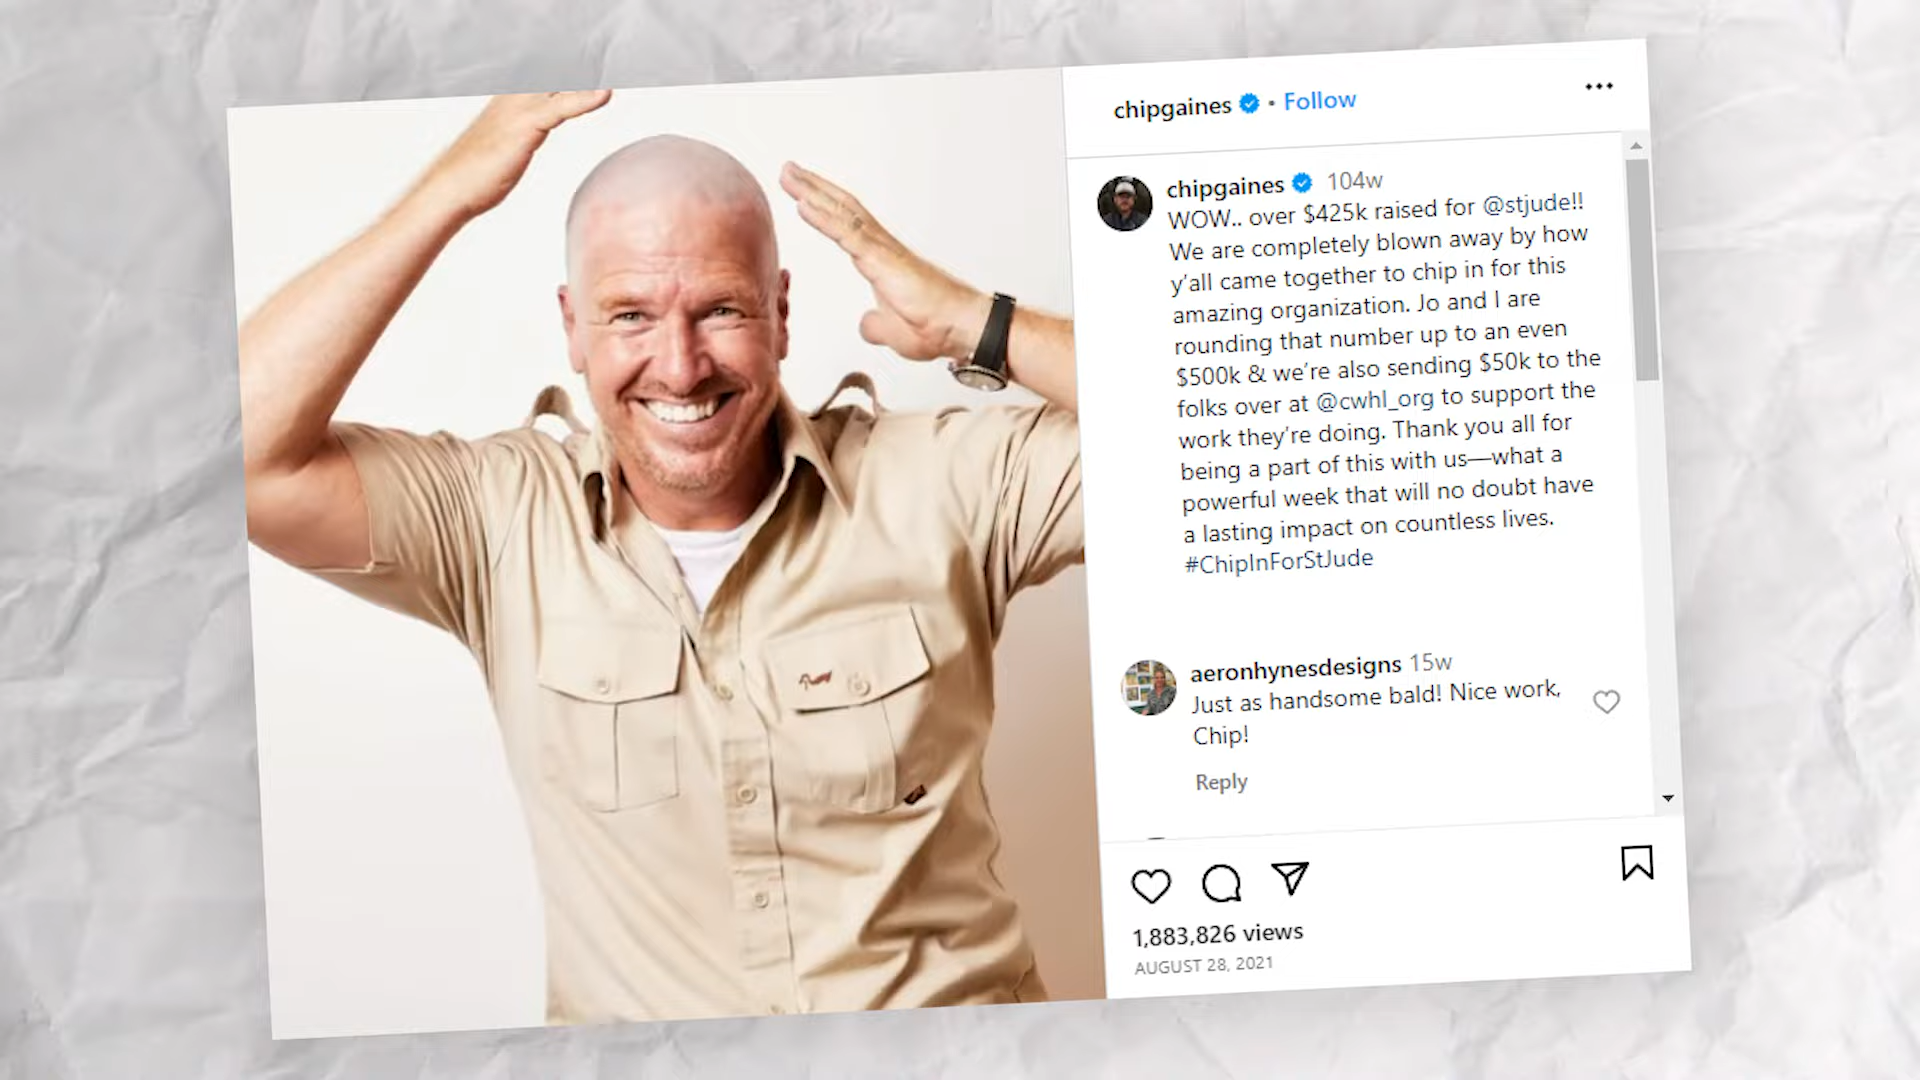 chipgaines • Follow
chipgaines 104w
WOW.. over $425k raised for @stjude!!
We are completely blown away by how
y'all came together to chip in for this
amazing organization. Jo and I are
rounding that number up to an even
$500k & we're also sending $50k to the
folks over at @cwhl_org to support the
work they're doing. Thank you all for
being a part of this with us—what a
powerful week that will no doubt have
a lasting impact on countless lives.
#ChipInForStJude
aeronhynesdesigns 15w
Just as handsome bald! Nice work,
Chip!
Reply
1,883,826 views
AUGUST 28, 2021